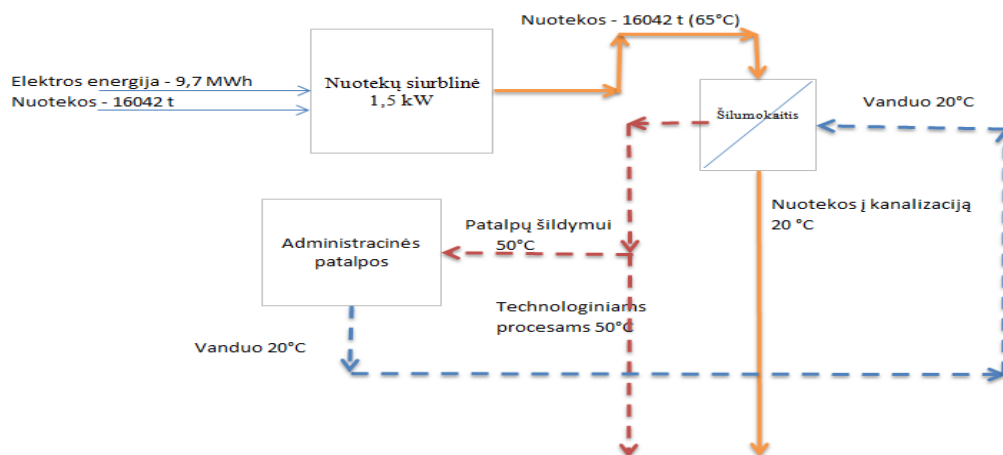 Nuotekos - 16042 t (65°C)
Elektros energija - 9,7 MWh
Nuotekos - 16042 t
Nuotekų siurblinė
1,5 kW
Šilumokaitis
Vanduo 20°C
Nuotekos į kanalizaciją
20 °C
Patalpų šildymui
50°C
Administracinės
patalpos
Technologiniams
procesams 50°C
Vanduo 20°C